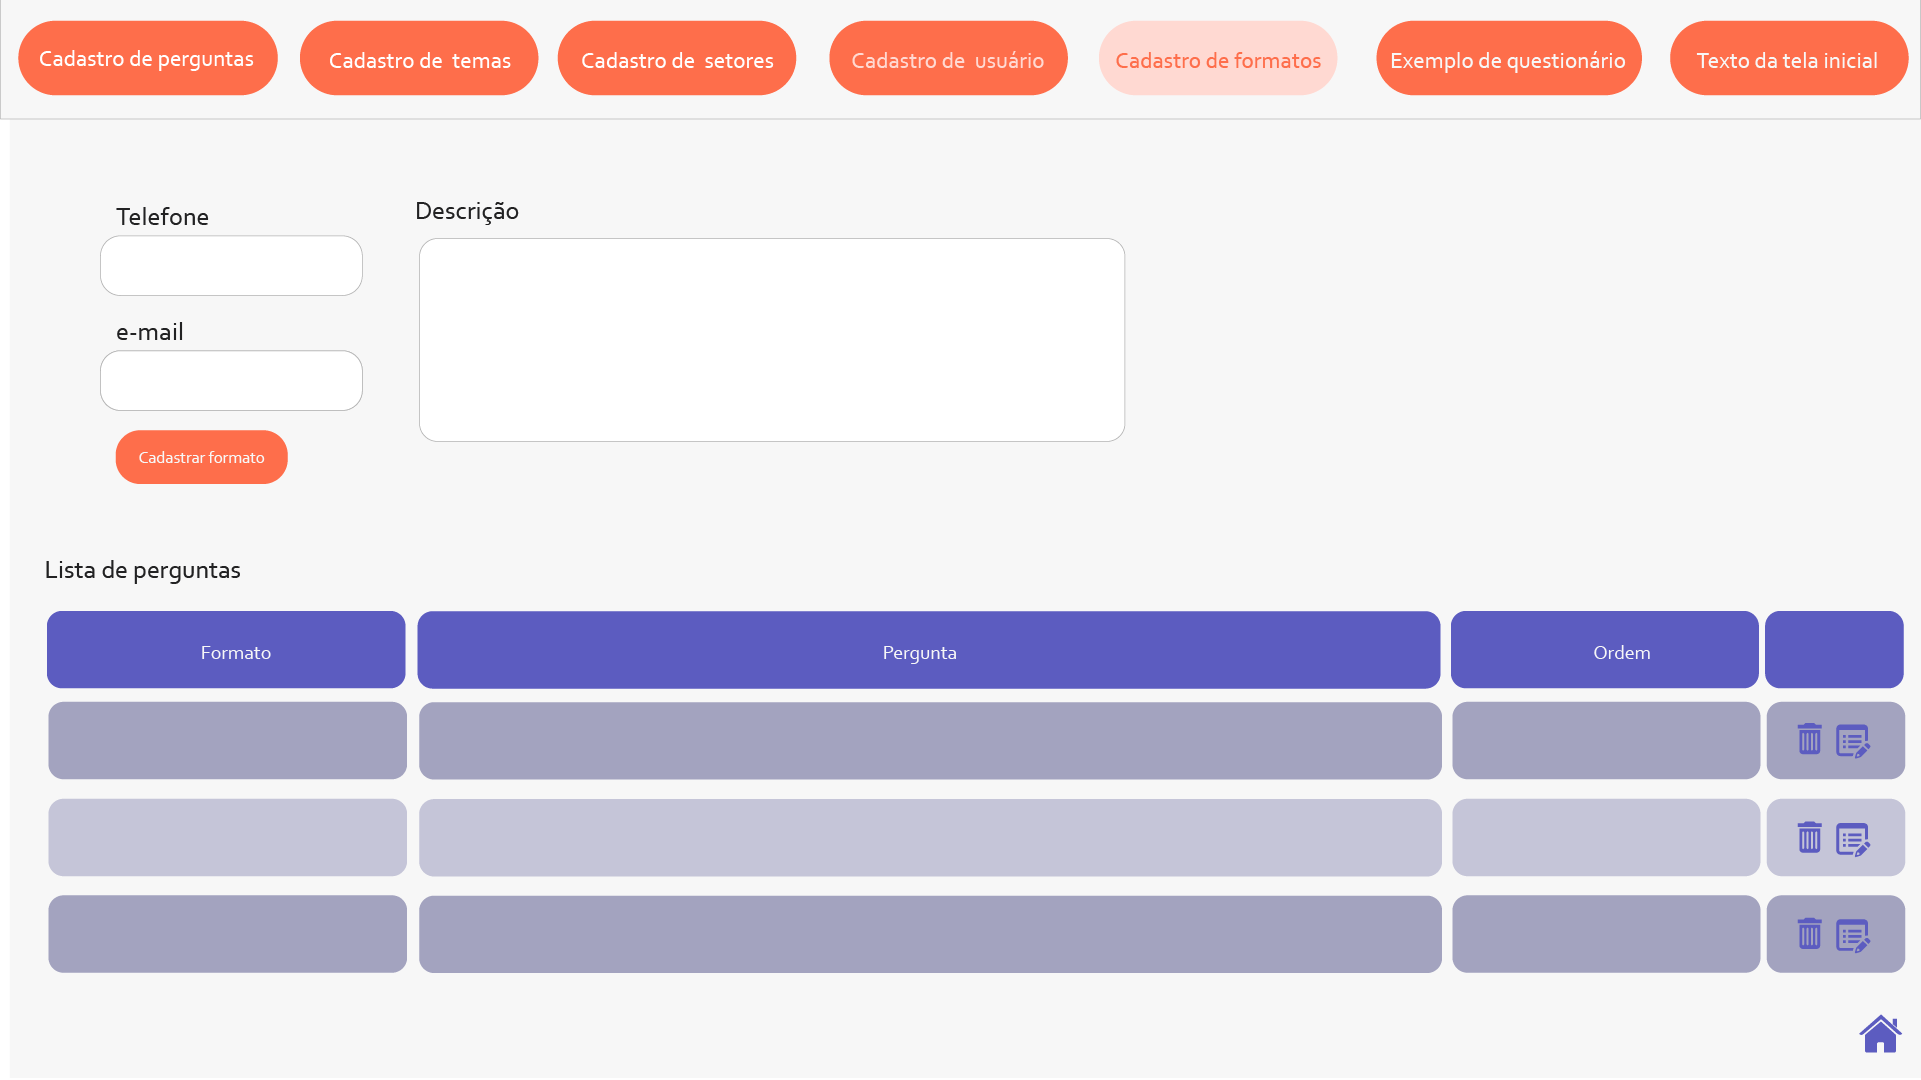 Cadastro de perguntas
Cadastro de  temas
Cadastro de  setores
Cadastro de  usuário
Cadastro de formatos
Exemplo de questionário
Texto da tela inicial
Telefone
Descrição
e-mail
Cadastrar formato
Lista de perguntas
Formato
Pergunta
Ordem